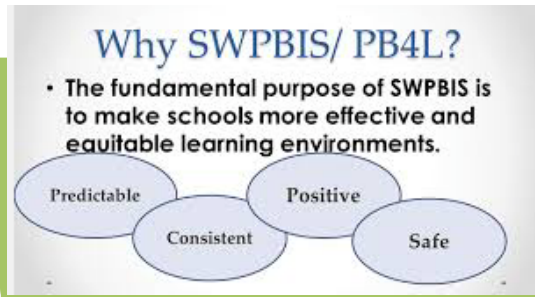 Why SWPBIS/ PB4L?
• The fundamental purpose of SWPBIS is
to make schools more effective and
equitable learning environments.
Predictable
Consistent
Positive
Safe